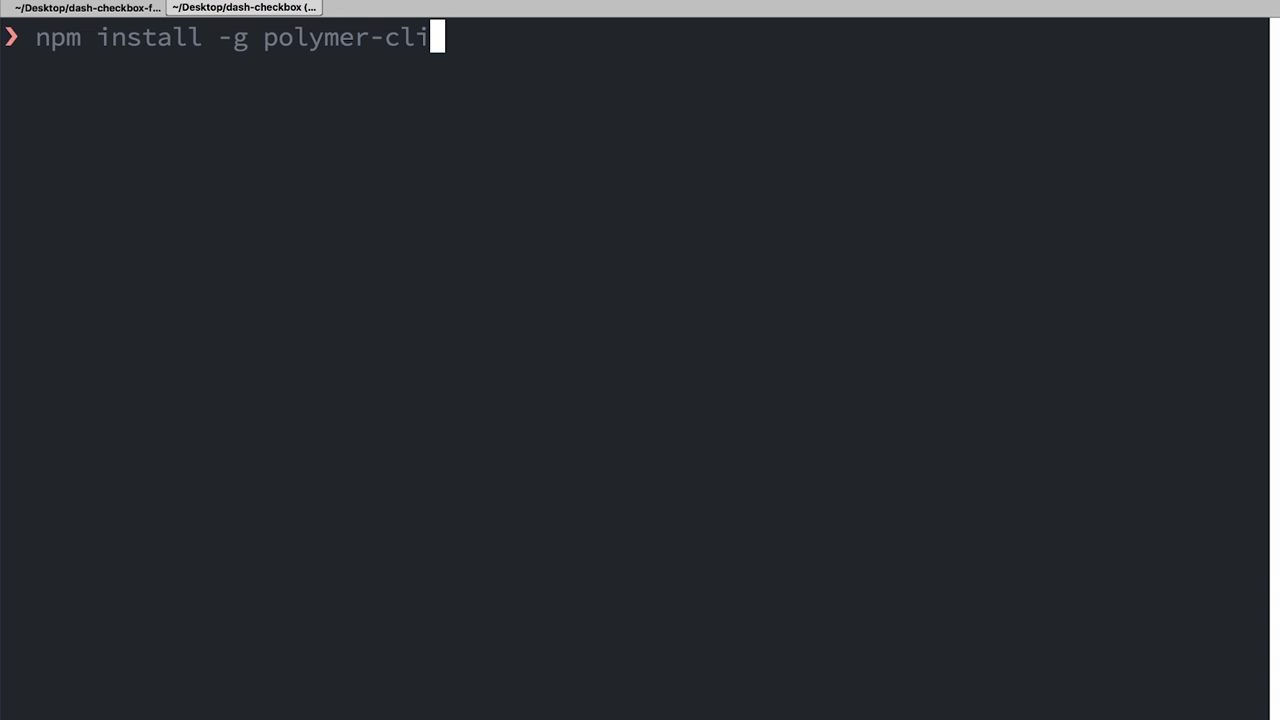 ~/Desktop/dash-checkbox-f...
~/Desktop/dash-checkbox (...
❯ npm install -g polymer-cli